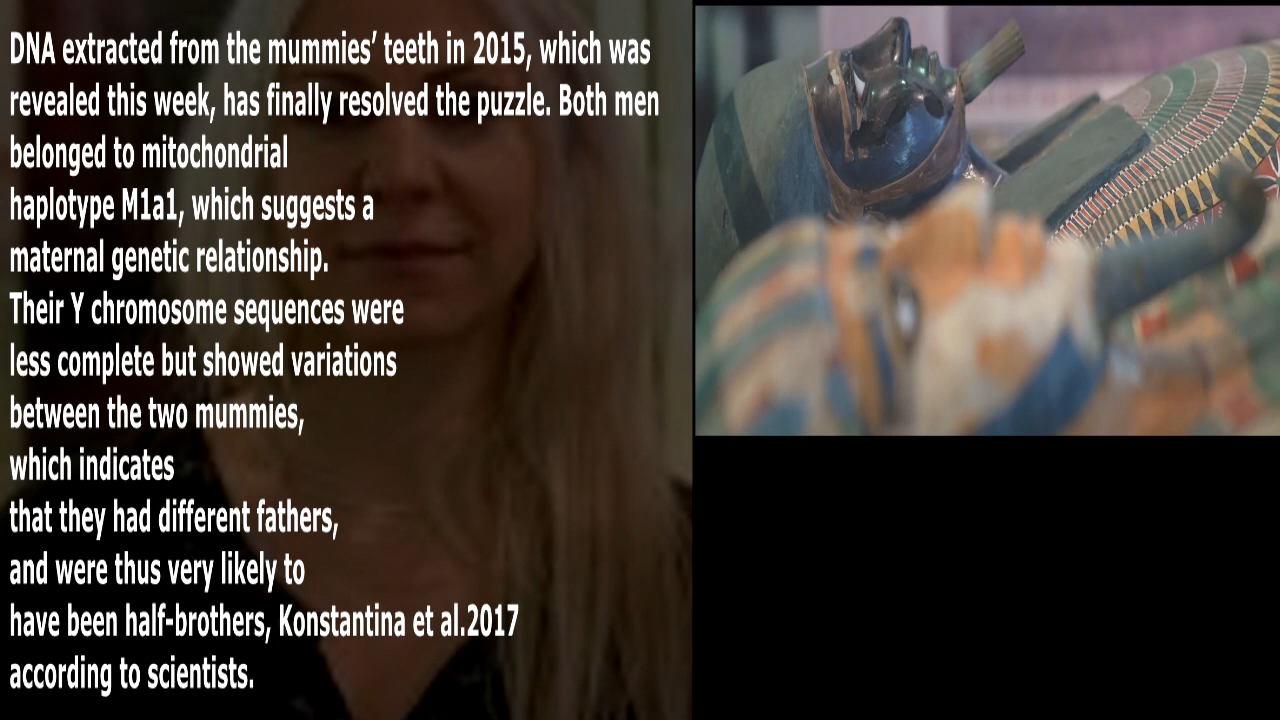 DNA extracted from the mummies’ teeth in 2015, which was
revealed this week, has finally resolved the puzzle. Both men
belonged to mitochondrial
haplotype M1a1, which suggests a
maternal genetic relationship.
Their Y chromosome sequences were
less complete but showed variations
between the two mummies,
which indicates
that they had different fathers,
and were thus very likely to
have been half-brothers, Konstantina et al.2017
according to scientists.